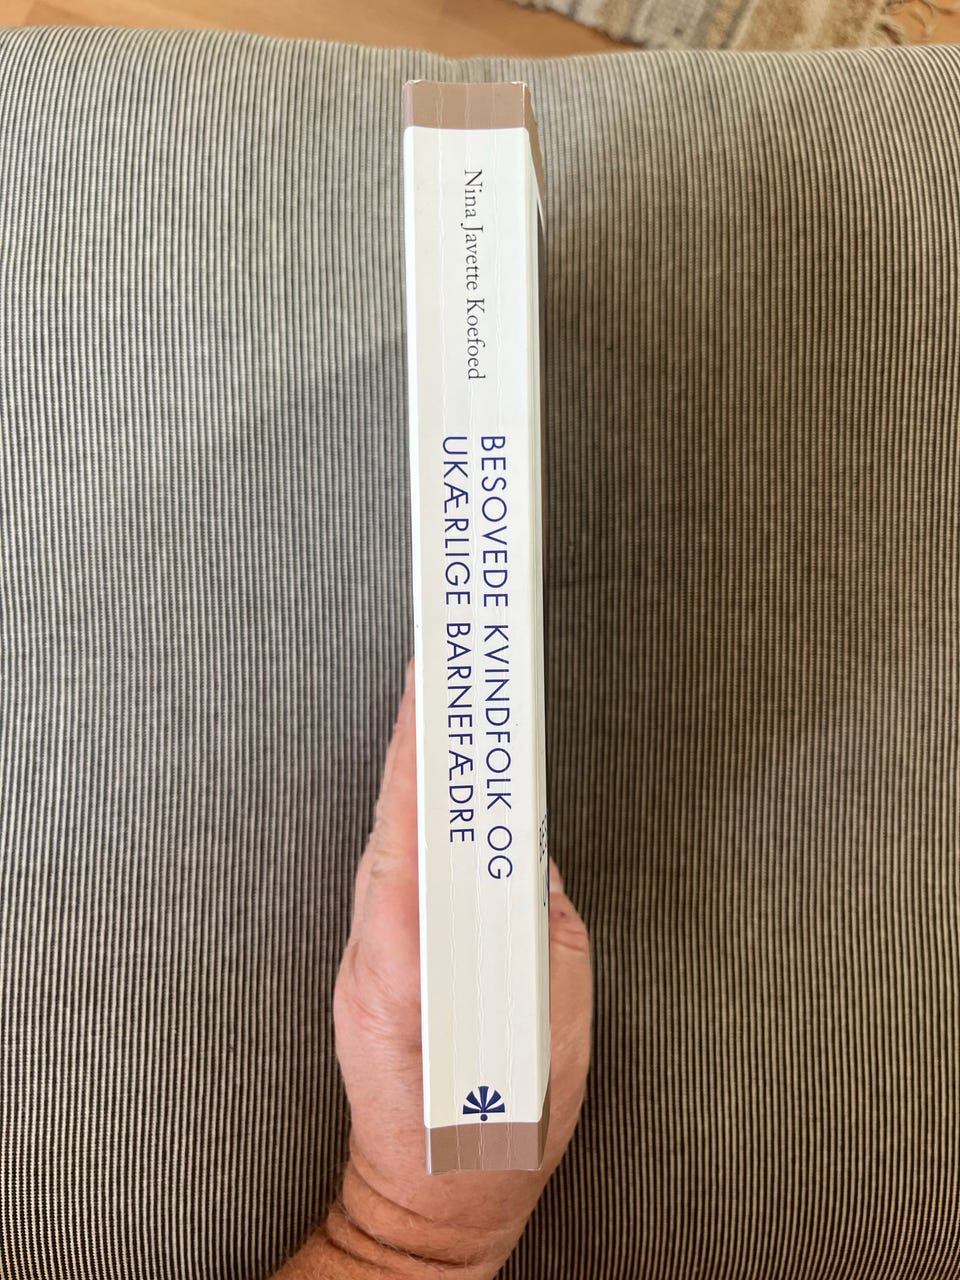 Nina Javette Koefoed
BESOVEDE KVINDFOLK OG
UKÆRLIGE BARNEFÆDRE